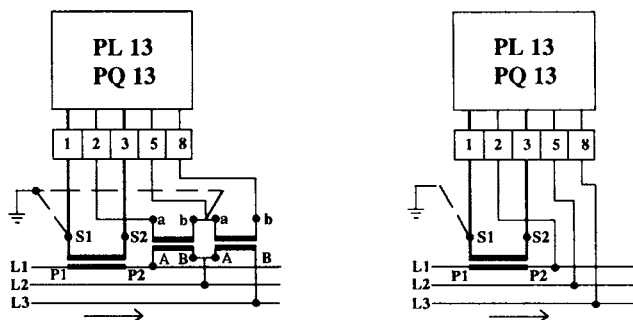 PL 13
PQ 13
1 2 3 5 8
a b a b
S1 S2
A B A B
L1 P1 P2
L2
L3
PL 13
PQ 13
1 2 3 5 8
S1 S2
L1 P1 P2
L2
L3